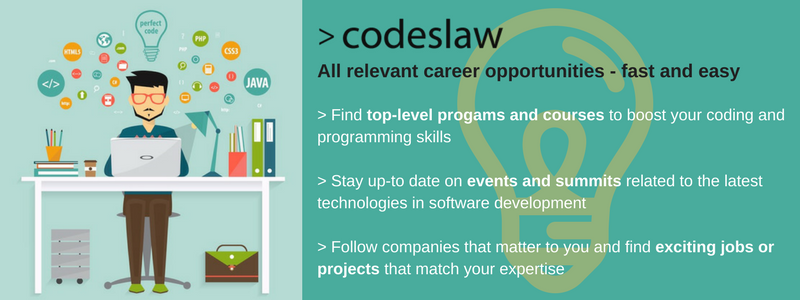 perfect
code
HTML5
PHP
CSS3
</>
JAVA
> codeslaw
All relevant career opportunities - fast and easy
> Find top-level progams and courses to boost your coding and
programming skills
> Stay up-to date on events and summits related to the latest
technologies in software development
> Follow companies that matter to you and find exciting jobs or
projects that match your expertise